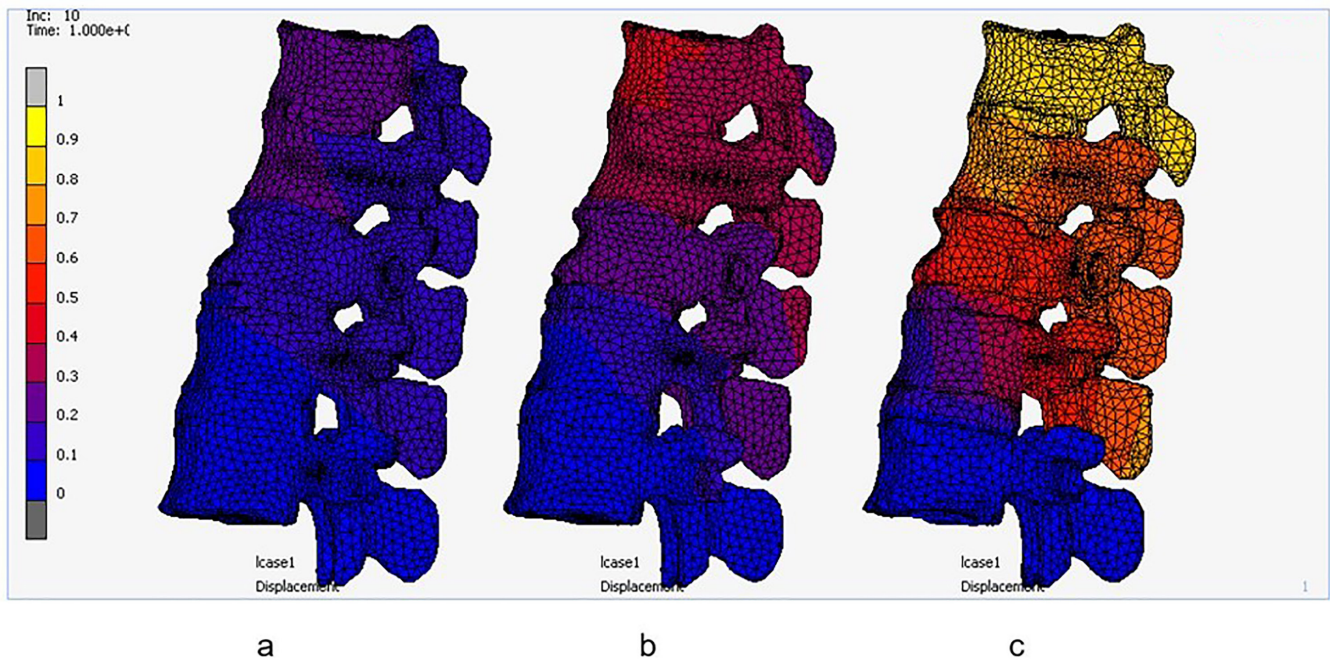 Inc: 10
Time: 1.000e+(
1
0.9
0.8
0.7
0.6
0.5
0.4
0.3
0.2
0.1
0
lcase1
Displacement
lcase1
Displacement
lcase1
Displacement
1
a
b
c